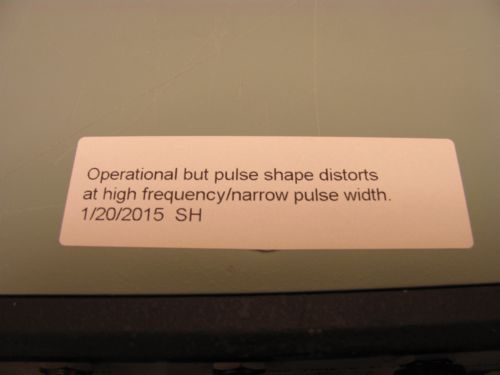 Operational but pulse shape distorts
at high frequency/narrow pulse width.
1/20/2015 SH